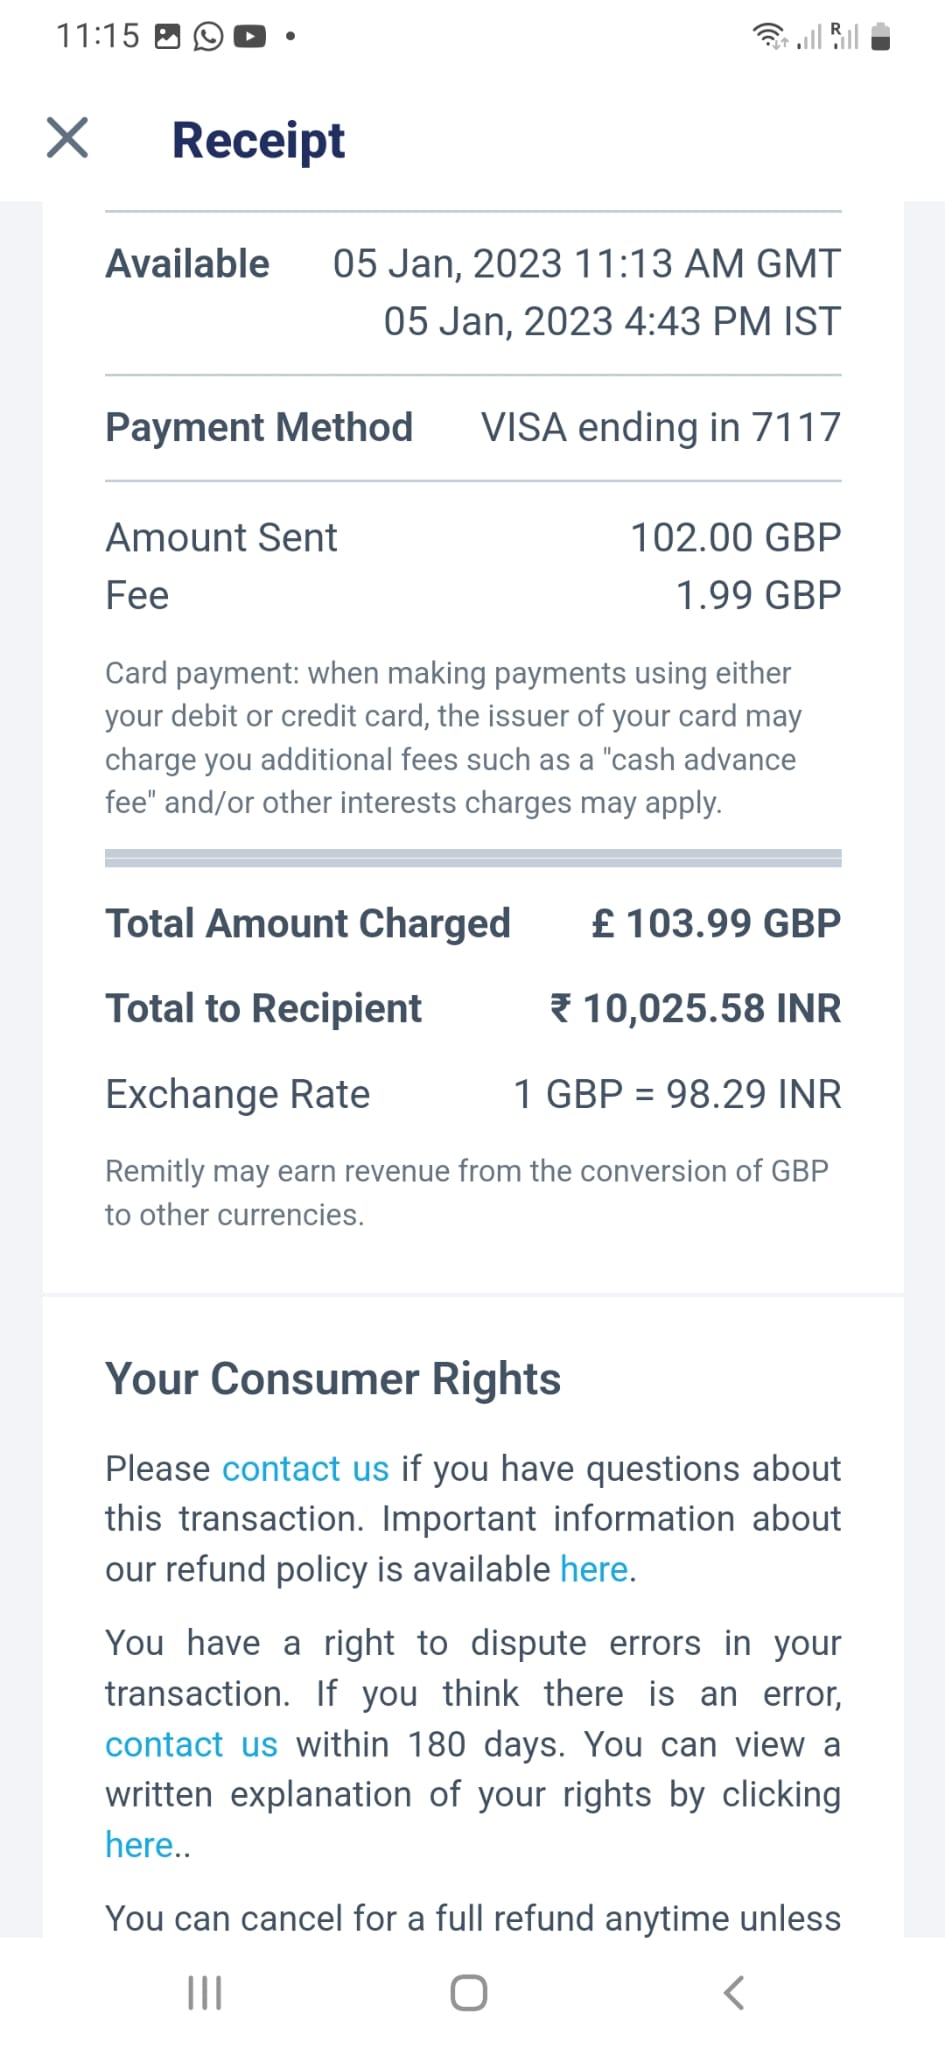 11:15
R
Receipt
Available 05 Jan, 2023 11:13 AM GMT
05 Jan, 2023 4:43 PM IST
Payment Method VISA ending in 7117
Amount Sent 102.00 GBP
Fee 1.99 GBP
Card payment: when making payments using either
your debit or credit card, the issuer of your card may
charge you additional fees such as a "cash advance
fee" and/or other interests charges may apply.
Total Amount Charged £ 103.99 GBP
Total to Recipient ₹ 10,025.58 INR
Exchange Rate 1 GBP = 98.29 INR
Remitly may earn revenue from the conversion of GBP
to other currencies.
Your Consumer Rights
Please contact us if you have questions about
this transaction. Important information about
our refund policy is available here.
You have a right to dispute errors in your
transaction. If you think there is an error,
contact us within 180 days. You can view a
written explanation of your rights by clicking
here..
You can cancel for a full refund anytime unless